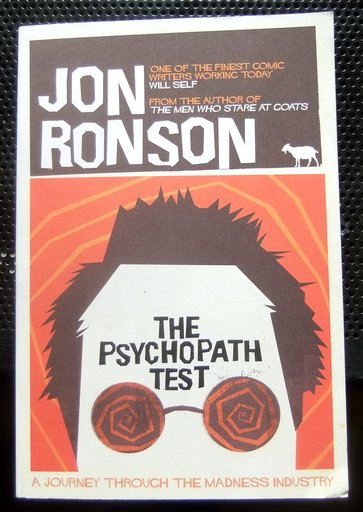 JON
RONSON
'ONE OF THE FINEST COMIC
WRITERS WORKING TODAY'
WILL SELF
FROM THE AUTHOR OF
THE MEN WHO STARE AT GOATS
THE
PSYCHOPATH
TEST
A JOURNEY THROUGH THE MADNESS INDUSTRY